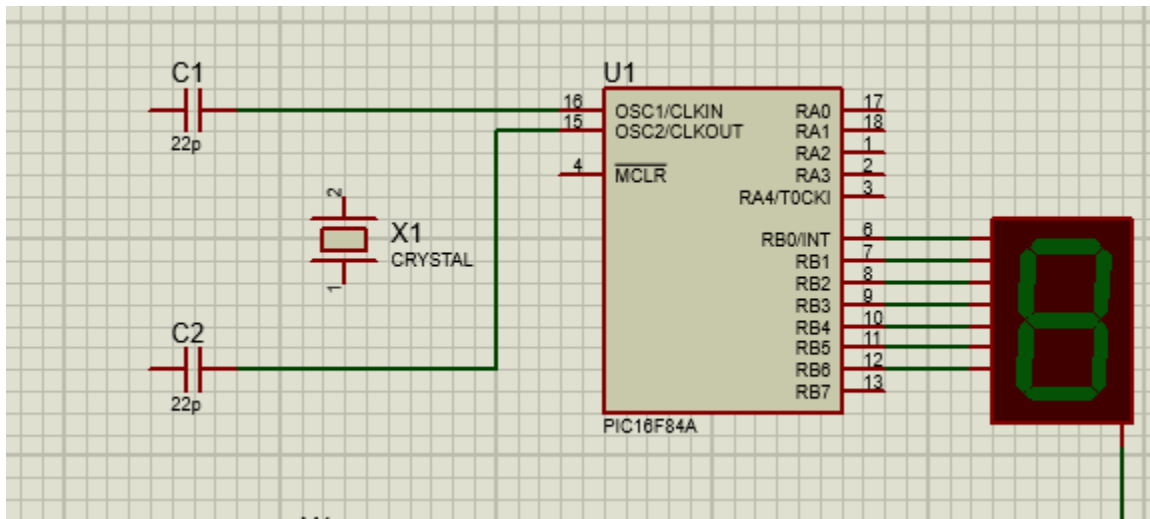 C1
22p
2
X1
CRYSTAL
1
C2
22p
U1
16 OSC1/CLKIN
15 OSC2/CLKOUT
4 MCLR
RA0 17
RA1 18
RA2 1
RA3 2
RA4/T0CKI 3
RB0/INT 6
RB1 7
RB2 8
RB3 9
RB4 10
RB5 11
RB6 12
RB7 13
PIC16F84A